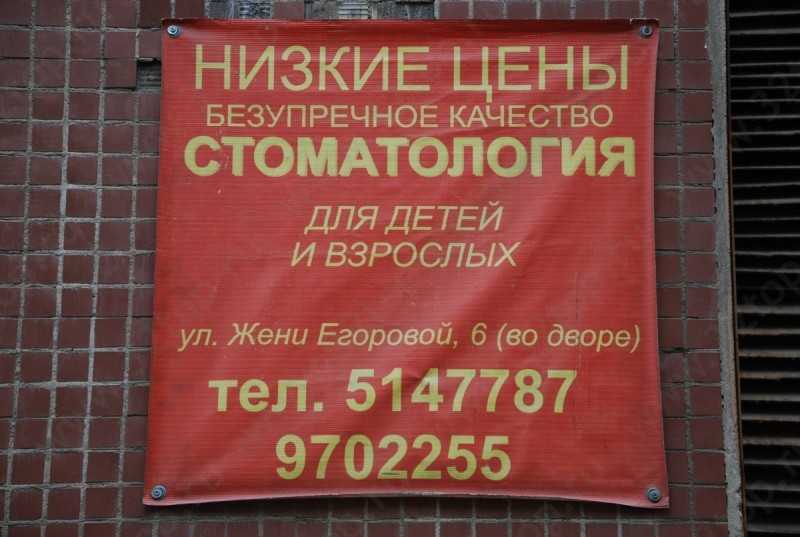 НИЗКИЕ ЦЕНЫ
БЕЗУПРЕЧНОЕ КАЧЕСТВО
СТОМАТОЛОГИЯ
ДЛЯ ДЕТЕЙ
И ВЗРОСЛЫХ
ул. Жени Егоровой, 6 (во дворе)
тел. 5147787
9702255